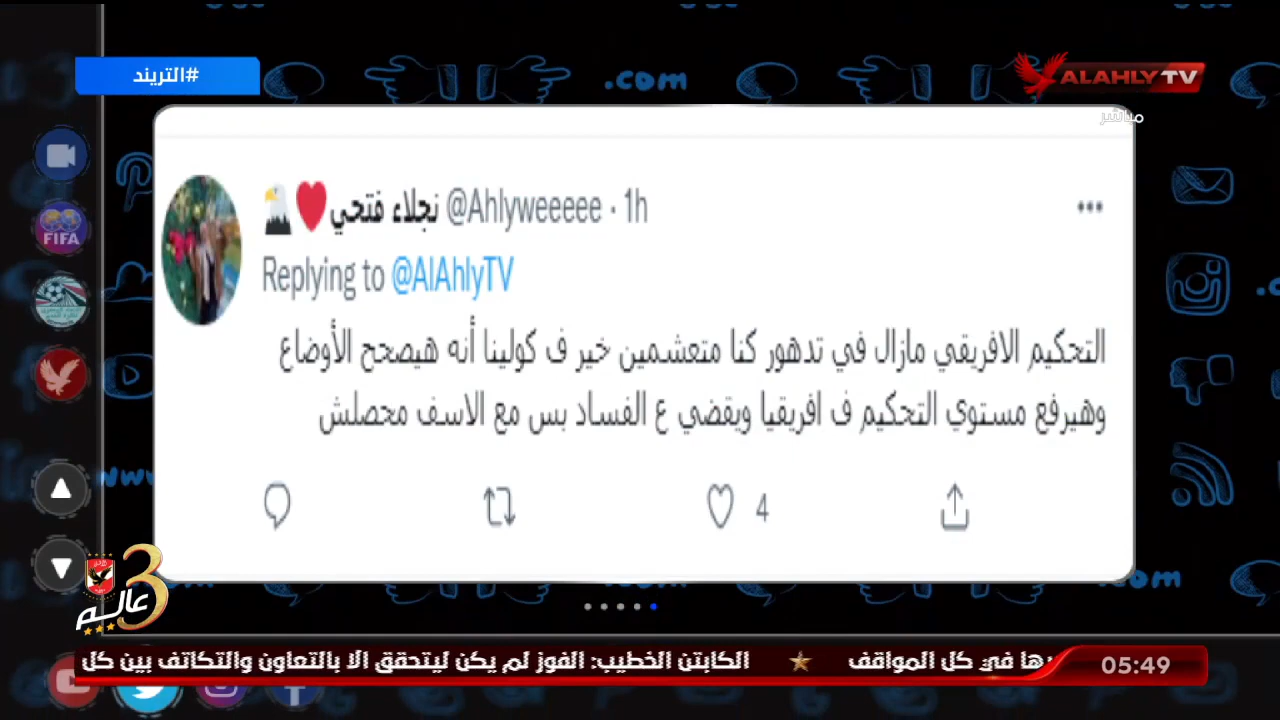 #التريند
.com
ALAHLY TV
مباشر
FIFA
نجلاء فتحي @Ahlyweeeee · 1h
Replying to @AlAhlyTV
التحكيم الافريقي مازال في تدهور كنا متعشمين خير ف كولينا أنه هيصحح الأوضاع
وهيرفع مستوي التحكيم ف افريقيا ويقضي ع الفساد بس مع الاسف محصلش
4
3 عالم
في كل المواقف ★ الكابتن الخطيب: الفوز لم يكن ليتحقق الا بالتعاون والتكاتف بين كل
05:49